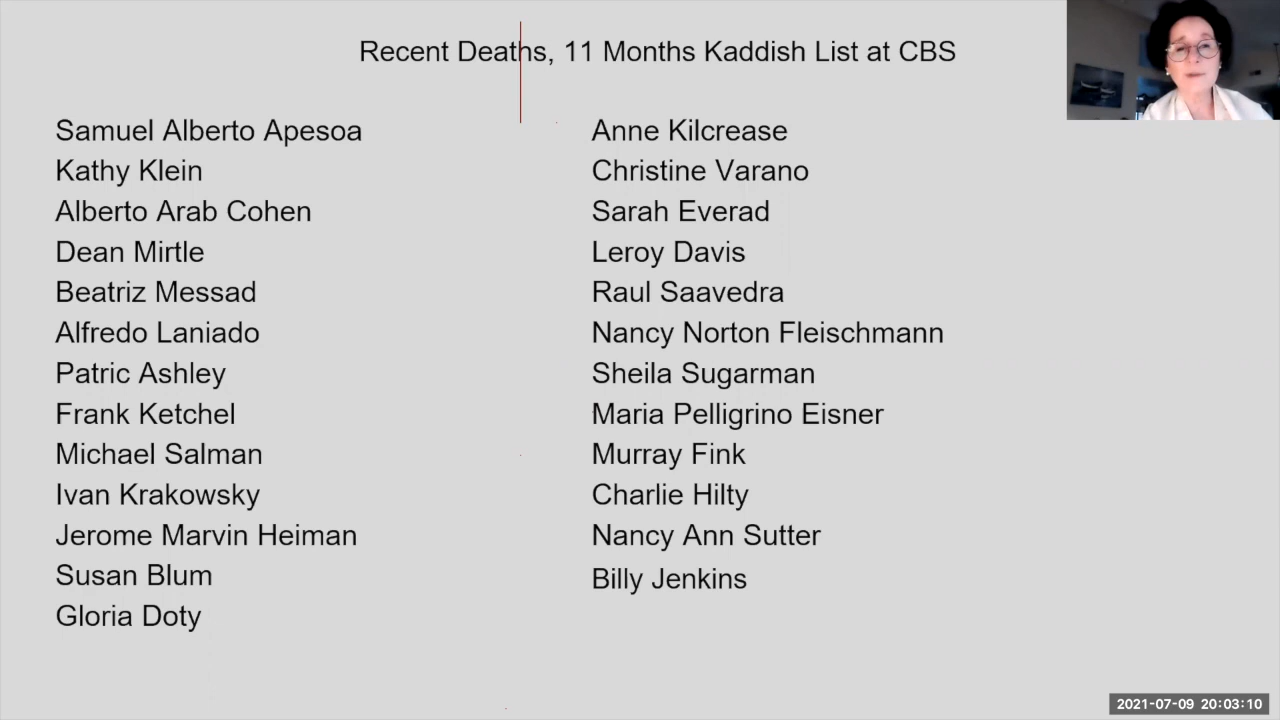 Recent Deaths, 11 Months Kaddish List at CBS
Samuel Alberto Apesoa
Kathy Klein
Alberto Arab Cohen
Dean Mirtle
Beatriz Messad
Alfredo Laniado
Patric Ashley
Frank Ketchel
Michael Salman
Ivan Krakowsky
Jerome Marvin Heiman
Susan Blum
Gloria Doty
Anne Kilcrease
Christine Varano
Sarah Everad
Leroy Davis
Raul Saavedra
Nancy Norton Fleischmann
Sheila Sugarman
Maria Pelligrino Eisner
Murray Fink
Charlie Hilty
Nancy Ann Sutter
Billy Jenkins
2021-07-09 20:03:10